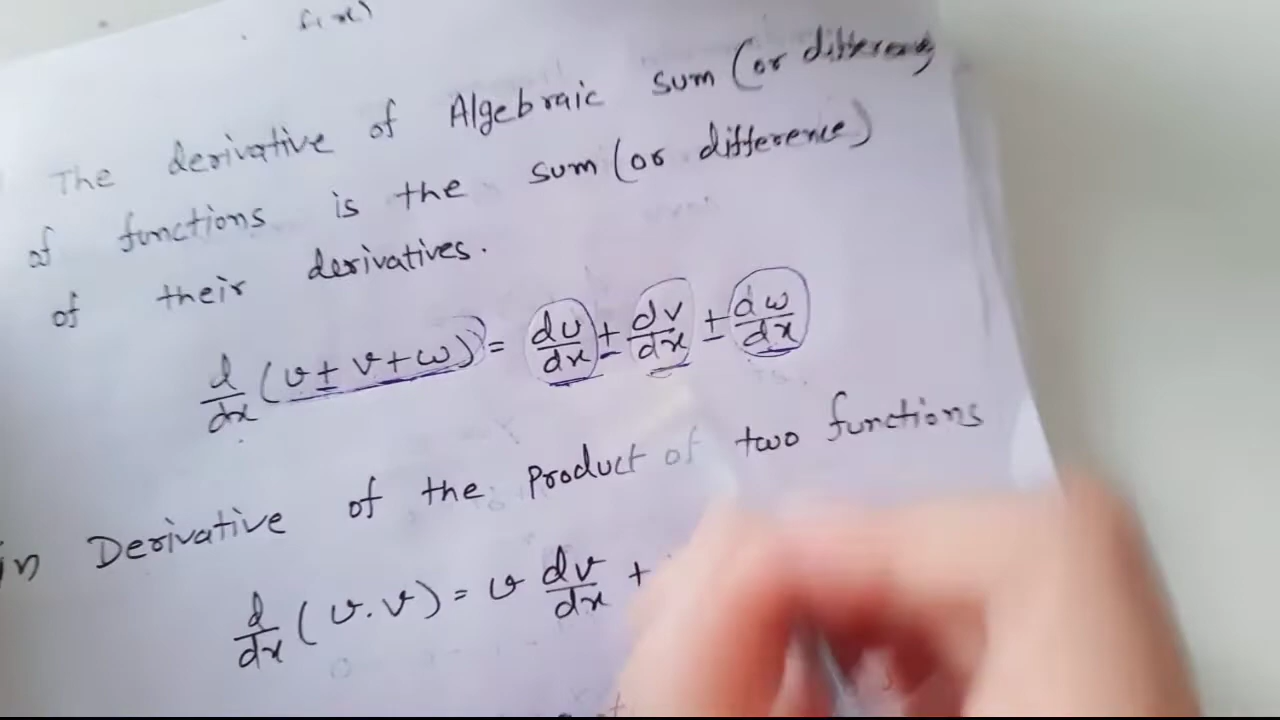 f(x)
The derivative of Algebraic sum (or difference)
of functions is the sum (or difference)
of their derivatives.
d/dx (u ± v + w) = du/dx ± dv/dx ± dw/dx
Derivative of the product of two functions
d/dx (u.v) = u dv/dx +